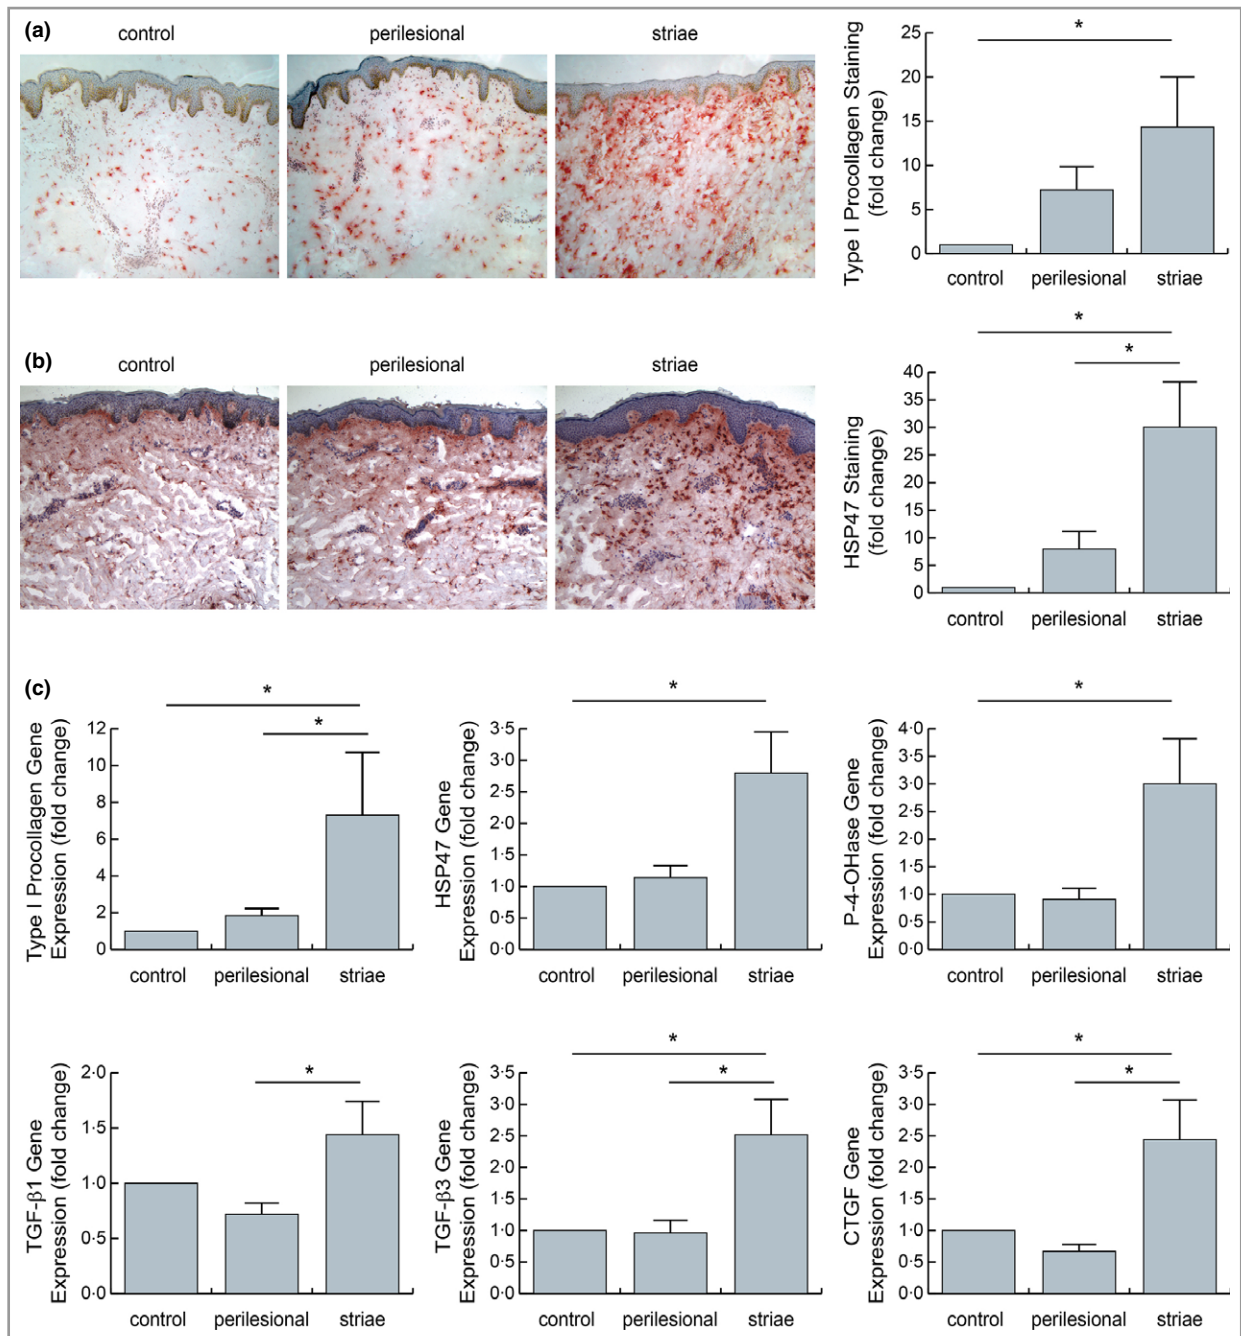 (a)
control
perilesional
striae
*
Type I Procollagen Staining
(fold change)
25
20
15
10
5
0
control
perilesional
striae
(b)
control
perilesional
striae
*
*
HSP47 Staining
(fold change)
40
35
30
25
20
15
10
5
0
control
perilesional
striae
(c)
*
*
Type I Procollagen Gene
Expression (fold change)
12
10
8
6
4
2
0
control
perilesional
striae
*
HSP47 Gene
Expression (fold change)
3·5
3·0
2·5
2·0
1·5
1·0
0·5
0·0
control
perilesional
striae
*
P-4-OHase Gene
Expression (fold change)
4·0
3·5
3·0
2·5
2·0
1·5
1·0
0·5
0·0
control
perilesional
striae
*
TGF-β1 Gene
Expression (fold change)
2·0
1·5
1·0
0·5
0·0
control
perilesional
striae
*
*
TGF-β3 Gene
Expression (fold change)
3·5
3·0
2·5
2·0
1·5
1·0
0·5
0·0
control
perilesional
striae
*
*
CTGF Gene
Expression (fold change)
3·5
3·0
2·5
2·0
1·5
1·0
0·5
0·0
control
perilesional
striae